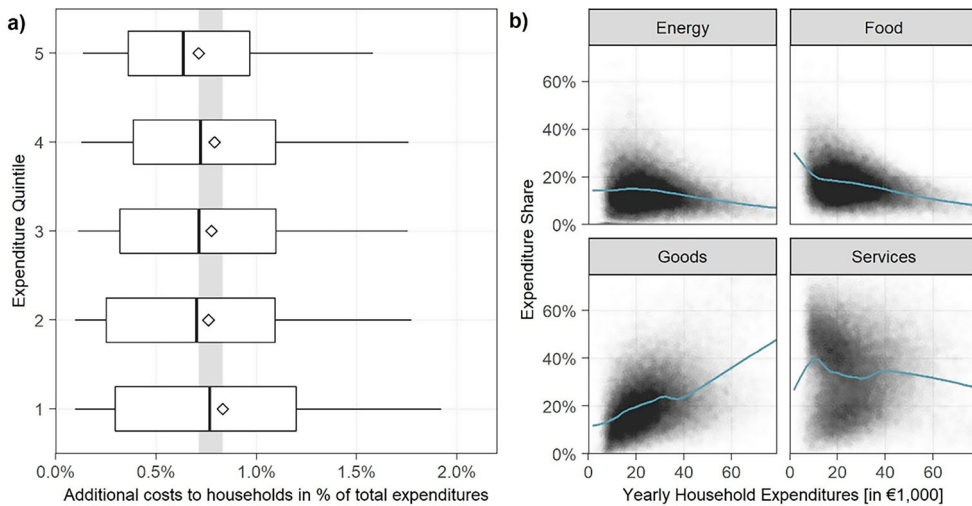 a)
Expenditure Quintile
5
4
3
2
1
0.0% 0.5% 1.0% 1.5% 2.0%
Additional costs to households in % of total expenditures
b)
Expenditure Share
Energy Food
60%
40%
20%
0%
Goods Services
60%
40%
20%
0%
0 20 40 60 0 20 40 60
Yearly Household Expenditures [in €1,000]